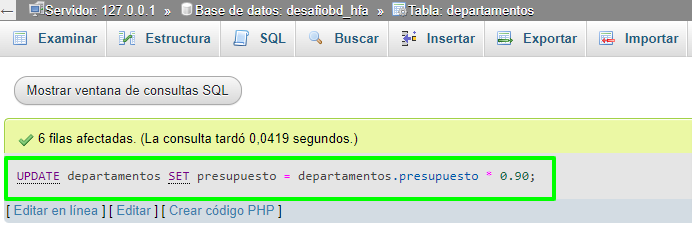 Servidor: 127.0.0.1 » Base de datos: desafiobd_hfa » Tabla: departamentos
Examinar Estructura SQL Buscar Insertar Exportar Importar
Mostrar ventana de consultas SQL
6 filas afectadas. (La consulta tardó 0,0419 segundos.)
UPDATE departamentos SET presupuesto = departamentos.presupuesto * 0.90;
[ Editar en línea ] [ Editar ] [ Crear código PHP ]